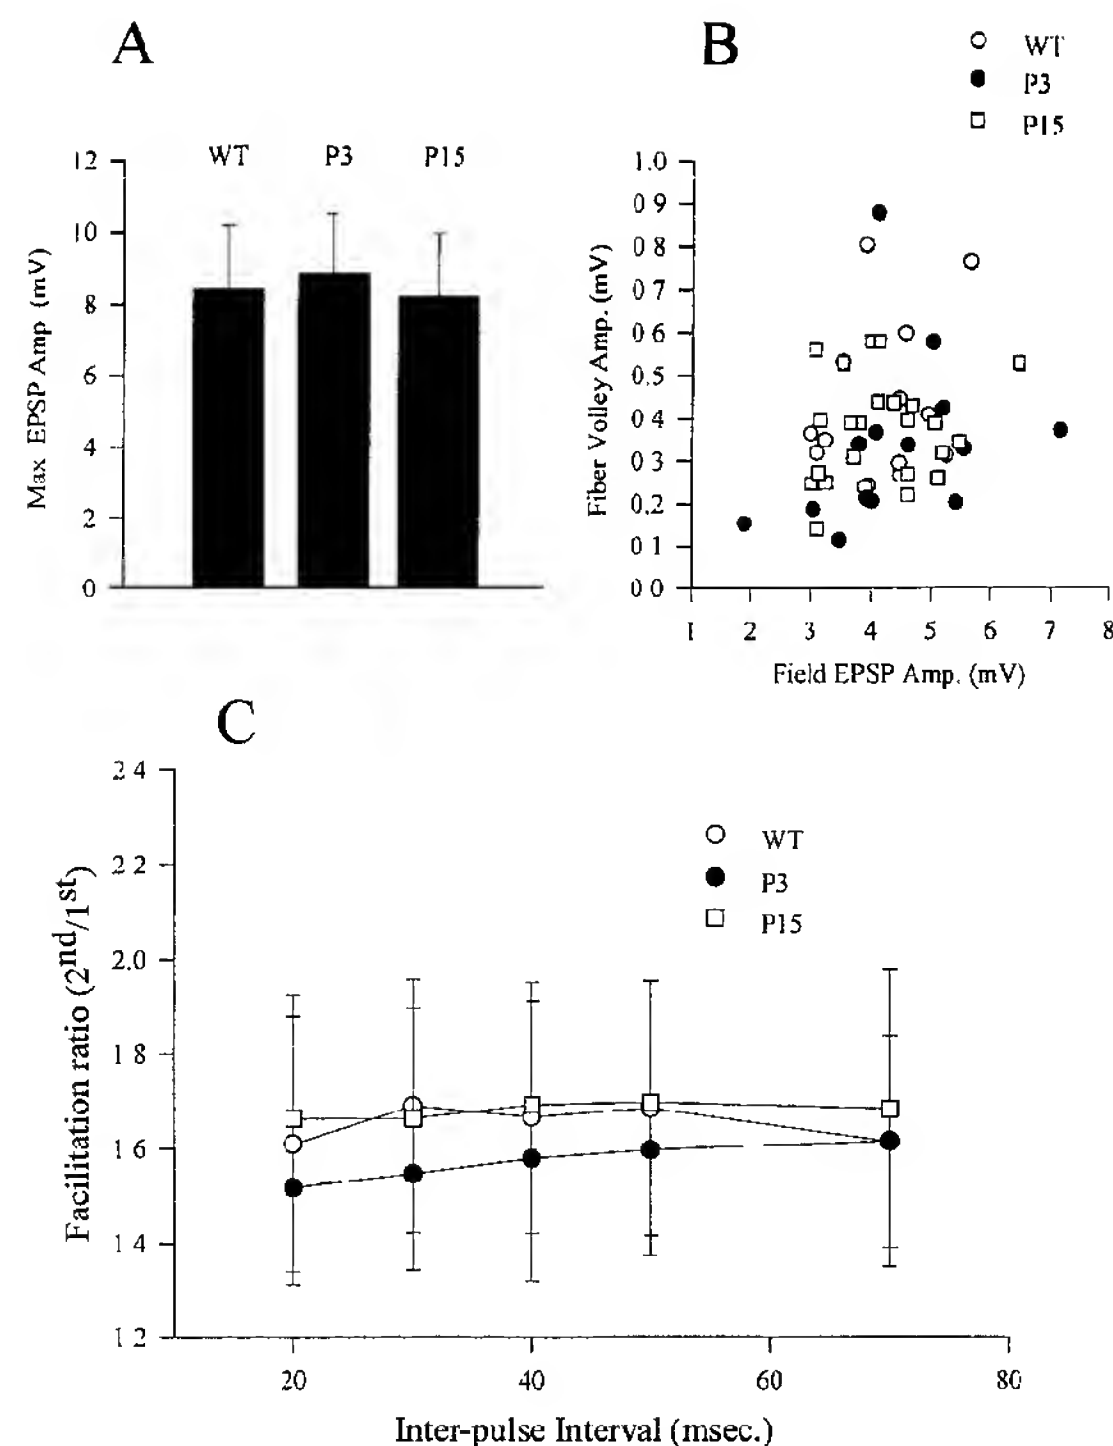 A
WT P3 P15
Max EPSP Amp (mV)
12
10
8
6
4
2
0
B
WT
P3
P15
Fiber Volley Amp. (mV)
1.0
0 9
0 8
0 7
0 6
0.5
0 4
0 3
0.2
0 1
0 0
1 2 3 4 5 6 7 8
Field EPSP Amp. (mV)
C
WT
P3
P15
Facilitation ratio (2nd/1st)
2 4
2 2
2.0
1 8
1 6
1 4
1 2
20 40 60 80
Inter-pulse Interval (msec.)